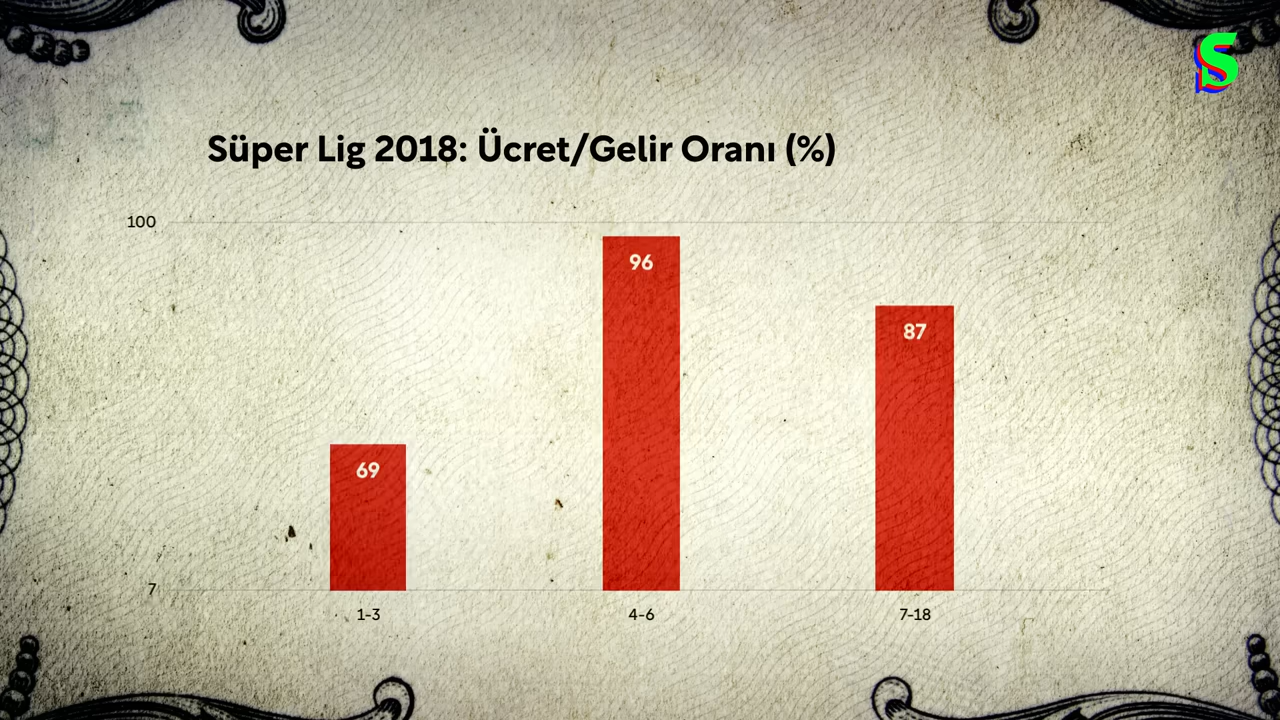 S
Süper Lig 2018: Ücret/Gelir Oranı (%)
100
96
87
69
7
1-3 4-6 7-18